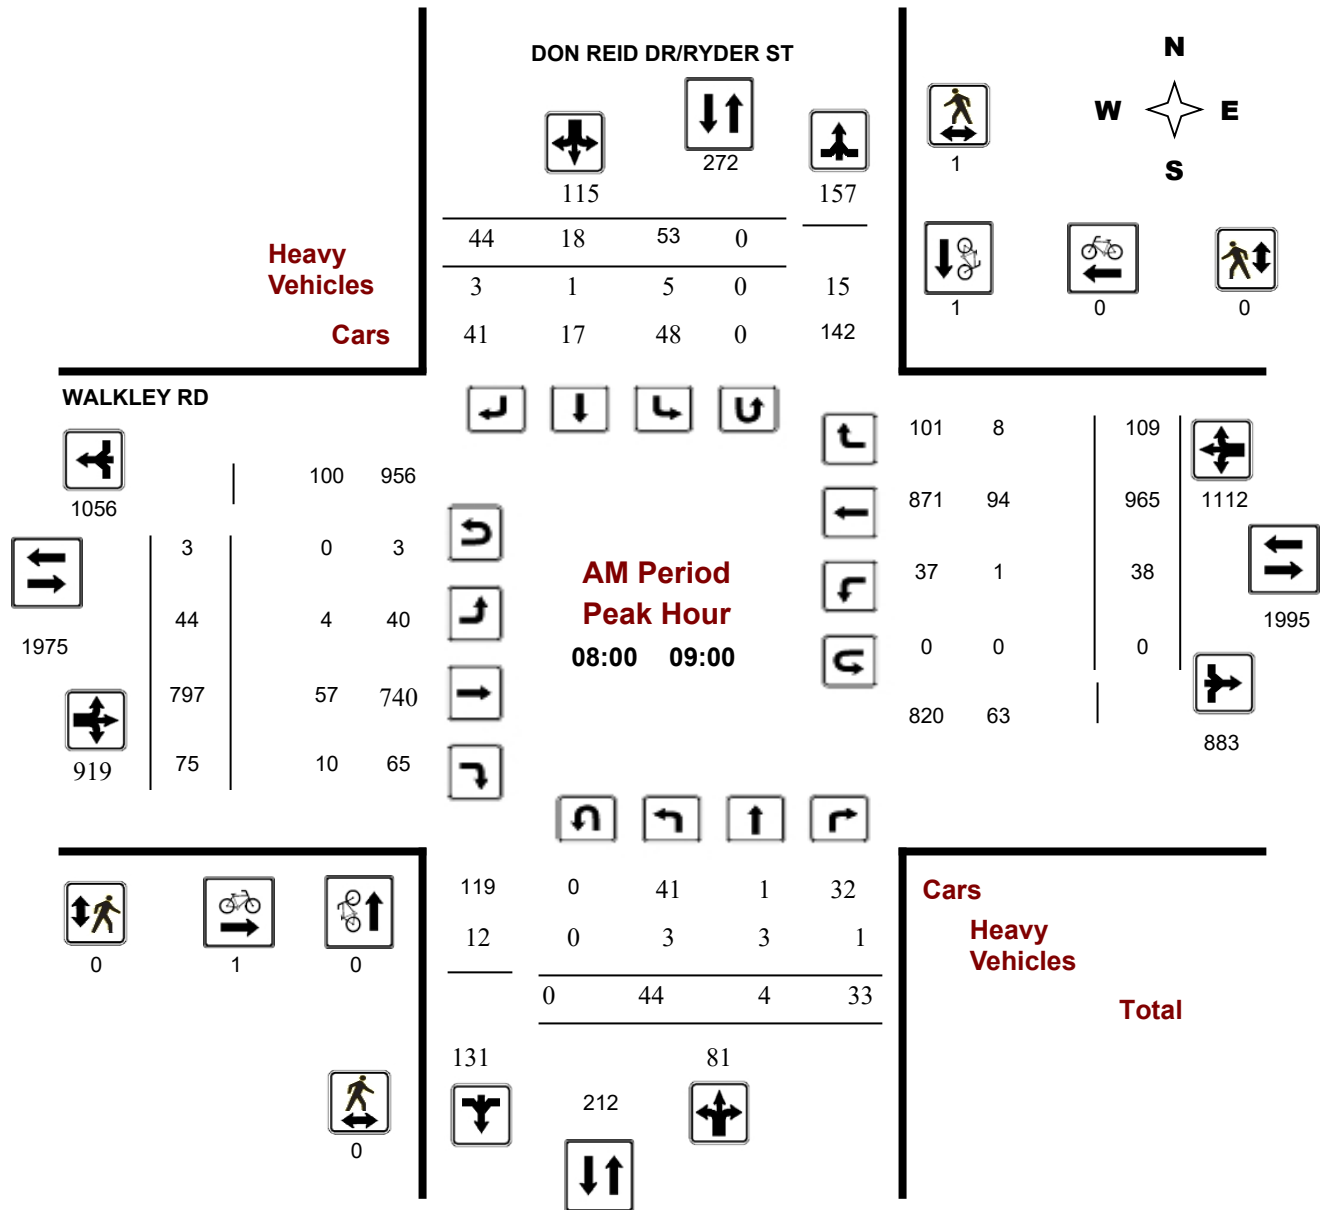 DON REID DR/RYDER ST
N
W E
S
272
1
115
157
44 18 53 0
Heavy
Vehicles
3 1 5 0 15
1 0 0
Cars
41 17 48 0 142
WALKLEY RD
101 8 109
100 956
1056
871 94 965 1112
3 0 3
AM Period
37 1 38
44 4 40
Peak Hour
1975
1995
08:00 09:00
0 0 0
797 57 740
820 63
883
919 75 10 65
119 0 41 1 32
Cars
12 0 3 3 1
Heavy
Vehicles
0 1 0
0 44 4 33
Total
131 81
212
0